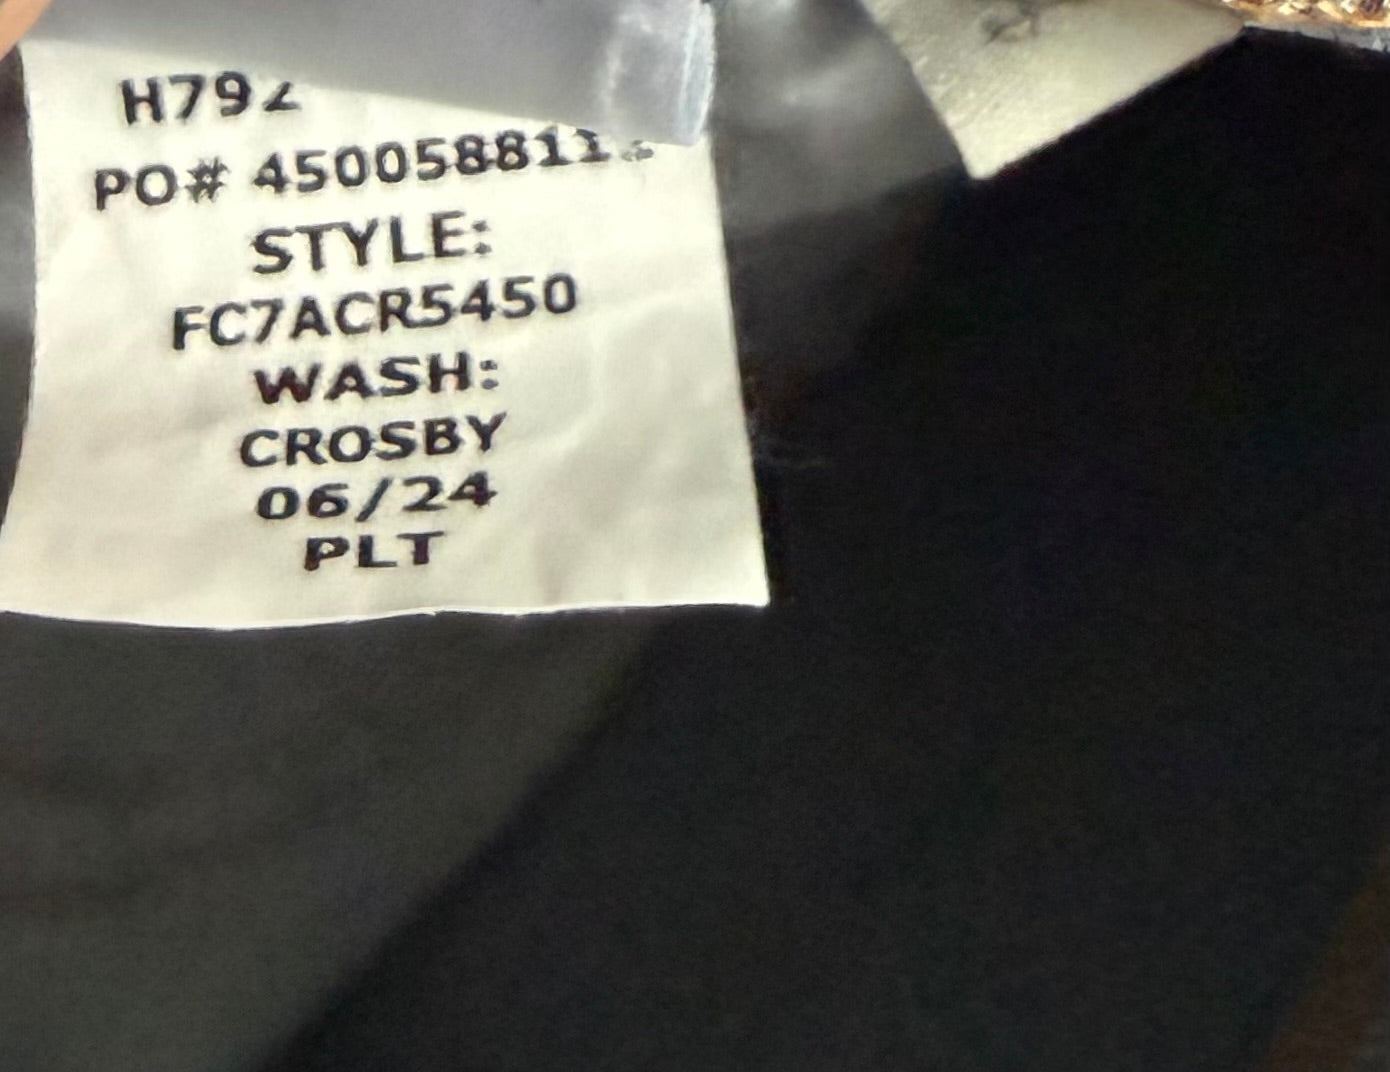 H792
PO# 450058811
STYLE:
FC7ACR5450
WASH:
CROSBY
06/24
PLT